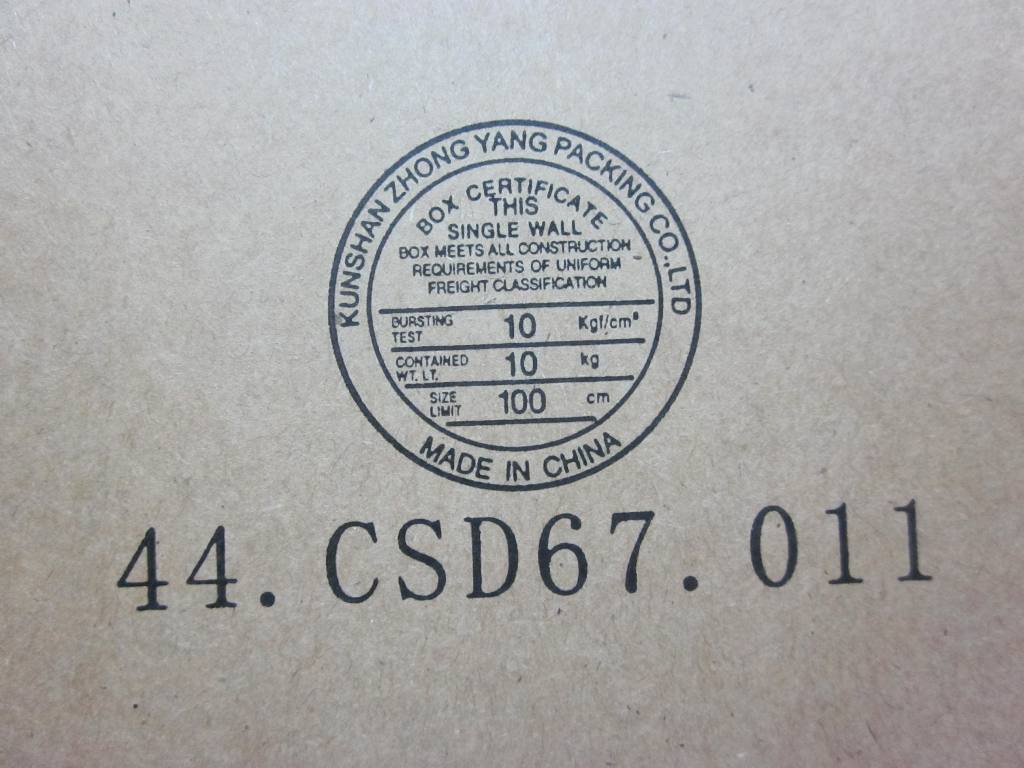 KUNSHAN ZHONG YANG PACKING CO.,LTD
BOX CERTIFICATE
THIS
SINGLE WALL
BOX MEETS ALL CONSTRUCTION
REQUIREMENTS OF UNIFORM
FREIGHT CLASSIFICATION
BURSTING TEST 10 Kgf/cm²
CONTAINED WT. LT. 10 kg
SIZE LIMIT 100 cm
MADE IN CHINA
44.CSD67.011